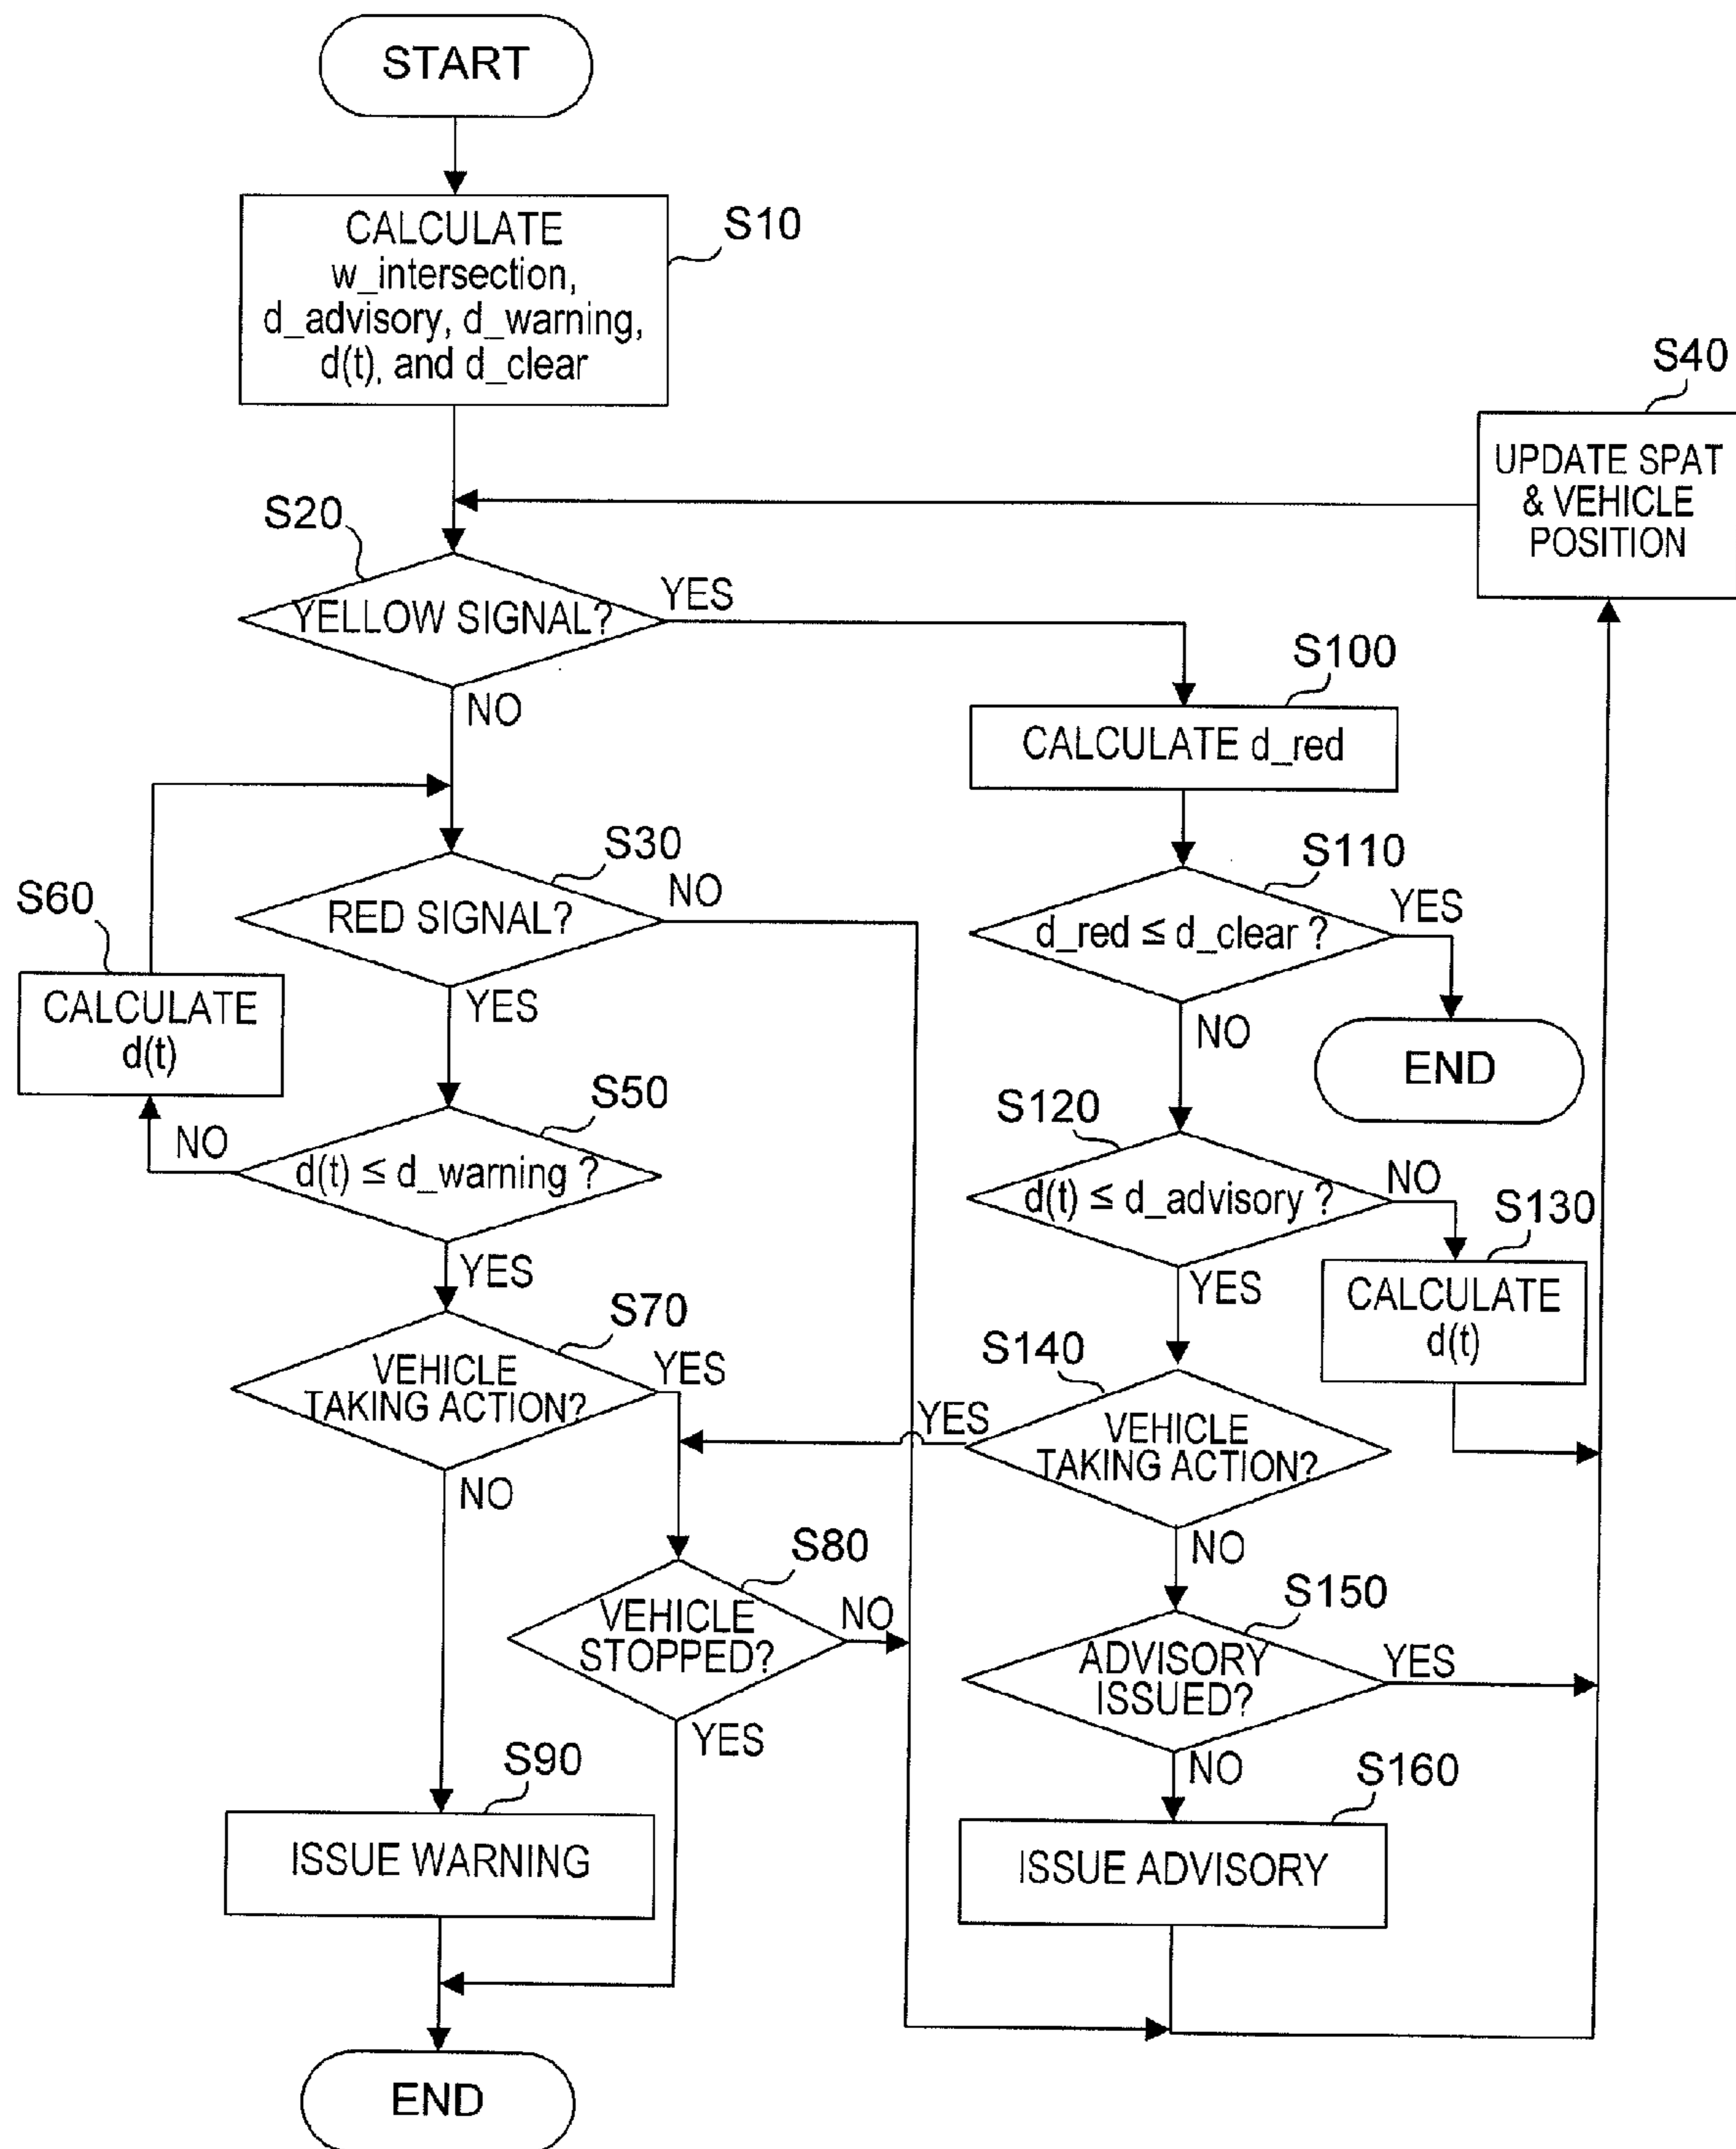 START
CALCULATE
w_intersection,
d_advisory, d_warning,
d(t), and d_clear
S10
S40
UPDATE SPAT
& VEHICLE
POSITION
S20
YELLOW SIGNAL?
YES
NO
S100
CALCULATE d_red
S30
RED SIGNAL?
NO
YES
S60
CALCULATE
d(t)
S110
d_red ≤ d_clear ?
YES
NO
END
S50
d(t) ≤ d_warning ?
NO
YES
S120
d(t) ≤ d_advisory ?
NO
YES
S130
CALCULATE
d(t)
S70
VEHICLE
TAKING ACTION?
YES
NO
S140
VEHICLE
TAKING ACTION?
YES
NO
S80
VEHICLE
STOPPED?
NO
YES
S150
ADVISORY
ISSUED?
YES
NO
S90
ISSUE WARNING
S160
ISSUE ADVISORY
END